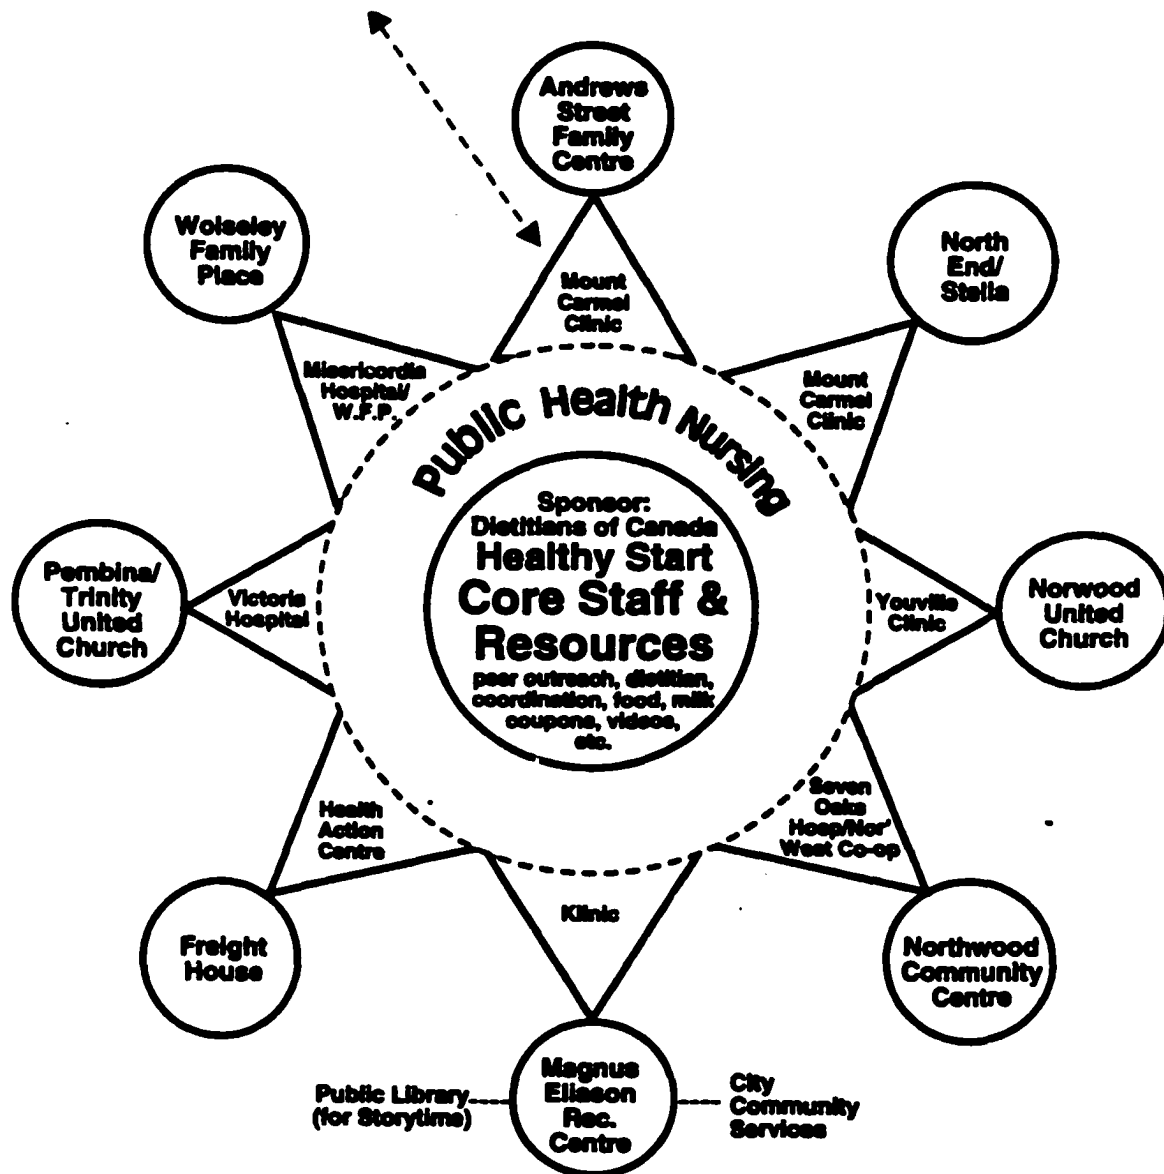 Andrews
Street
Family
Centre
Wolseley
Family
Place
North
End/
Stella
Mount
Carmel
Clinic
Misericordia
Hospital/
W.F.P.
Mount
Carmel
Clinic
Public Health Nursing
Sponsor:
Dietitians of Canada
Healthy Start
Core Staff &
Resources
peer outreach, dietitian,
coordination, food, milk
coupons, videos,
etc.
Pembina/
Trinity
United
Church
Victoria
Hospital
Youville
Clinic
Norwood
United
Church
Health
Action
Centre
Seven
Oaks
Hosp/Nor'
West Co-op
Freight
House
Klinic
Northwood
Community
Centre
Public Library
(for Storytime)
Magnus
Eliason
Rec.
Centre
City
Community
Services